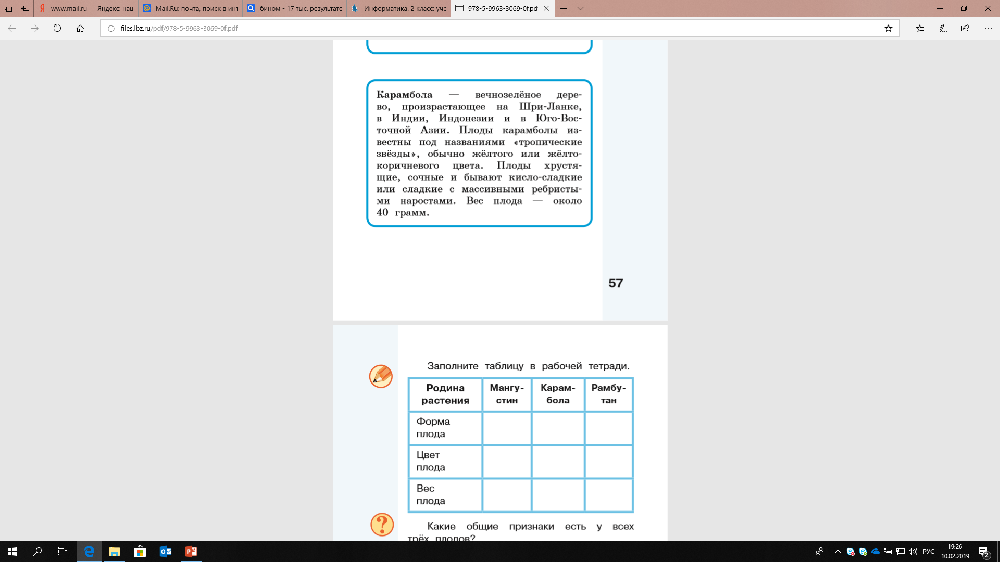 www.mail.ru — Яндекс: наш
Mail.Ru: почта, поиск в инт
бином - 17 тыс. результатс
Информатика. 2 класс: уче
978-5-9963-3069-0f.pd
files.lbz.ru/pdf/978-5-9963-3069-0f.pdf
Карамбола — вечнозелёное дере-
во, произрастающее на Шри-Ланке,
в Индии, Индонезии и в Юго-Вос-
точной Азии. Плоды карамболы из-
вестны под названиями «тропические
звёзды», обычно жёлтого или жёлто-
коричневого цвета. Плоды хрустя-
щие, сочные и бывают кисло-сладкие
или сладкие с массивными ребристы-
ми наростами. Вес плода — около
40 грамм.
57
Заполните таблицу в рабочей тетради.
Родина Мангу- Карам- Рамбу-
растения стин бола тан
Форма
плода
Цвет
плода
Вес
плода
Какие общие признаки есть у всех
трёх плодов?
РУС
19:26
10.02.2019
2